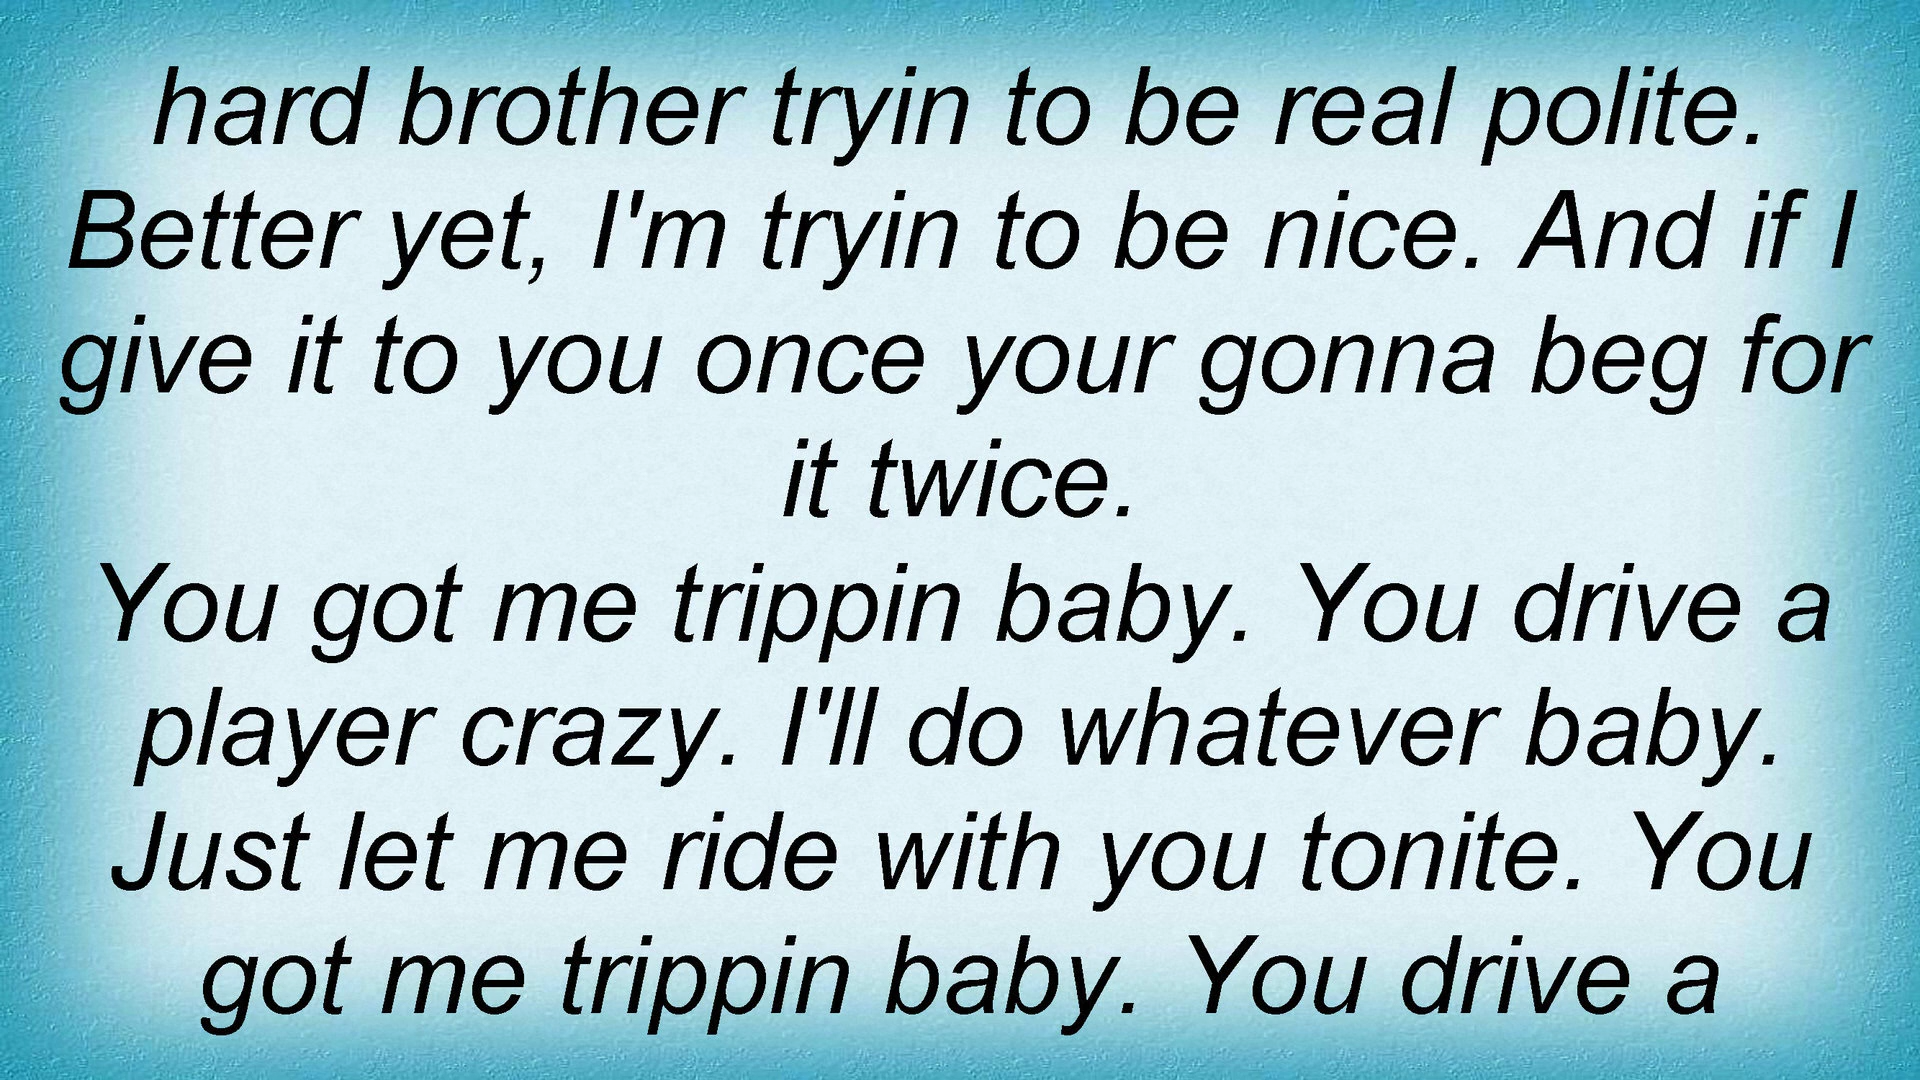 hard brother tryin to be real polite.
Better yet, I'm tryin to be nice. And if I
give it to you once your gonna beg for
it twice.
You got me trippin baby. You drive a
player crazy. I'll do whatever baby.
Just let me ride with you tonite. You
got me trippin baby. You drive a